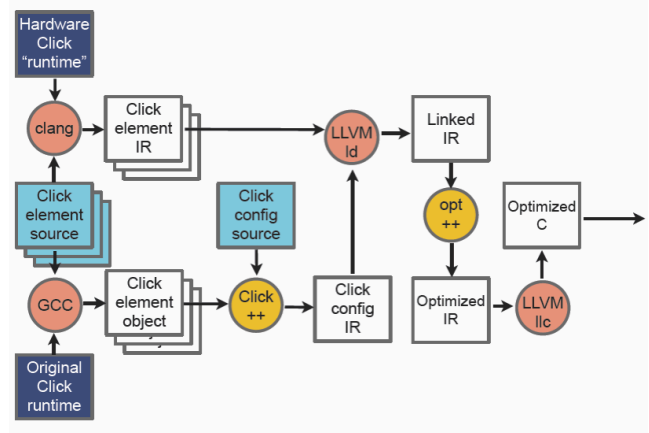 Hardware
Click
“runtime”
clang
Click
element
IR
LLVM
ld
Linked
IR
Click
element
source
Click
config
source
opt
++
Optimized
C
GCC
Click
element
object
Click
++
Click
config
IR
Optimized
IR
LLVM
llc
Original
Click
runtime